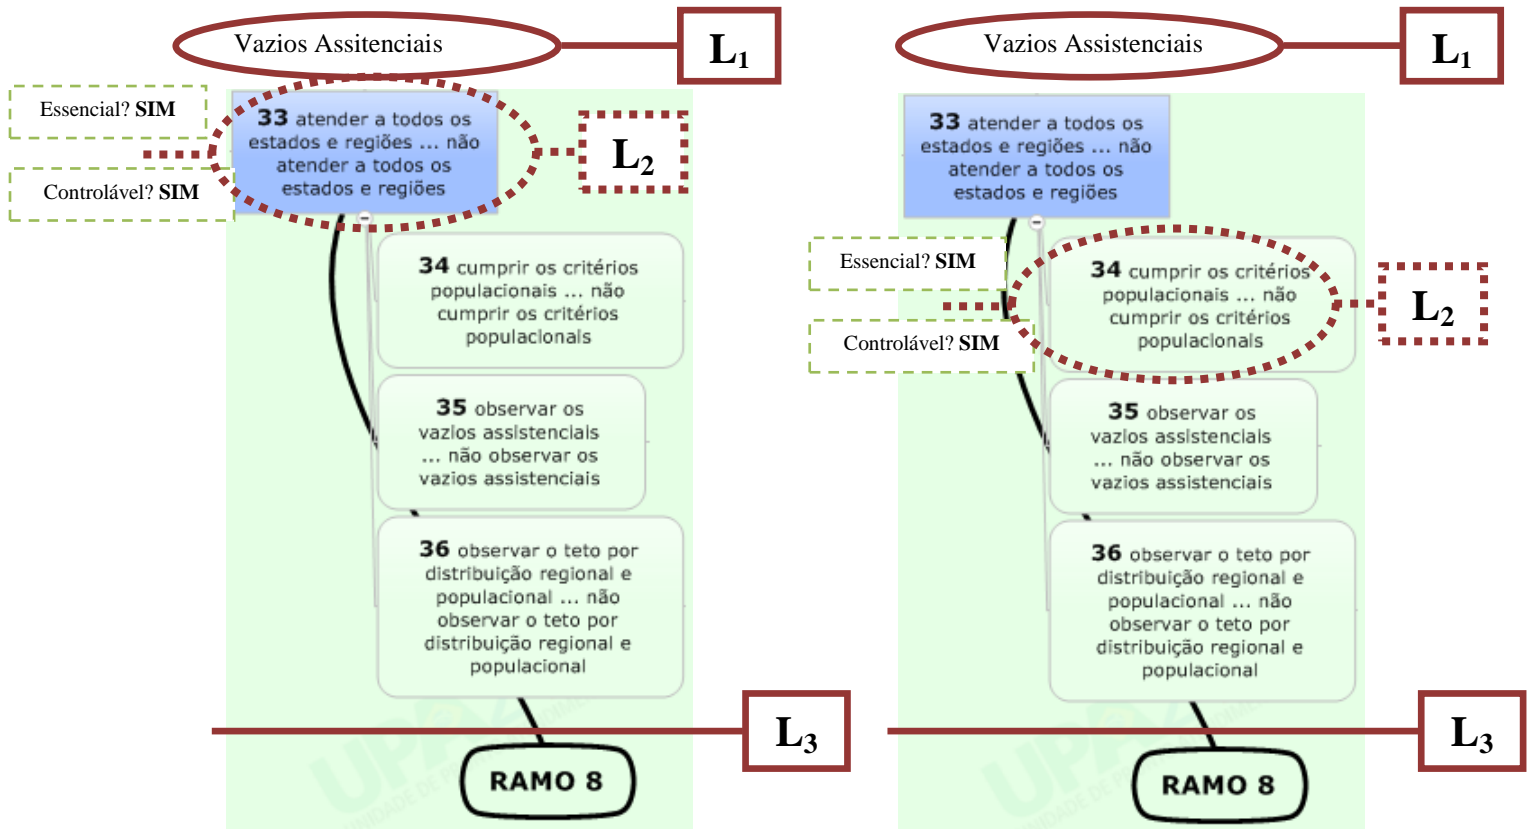 Vazios Assitenciais
L1
Essencial? SIM
Controlável? SIM
33 atender a todos os
estados e regiões ... não
atender a todos os
estados e regiões
L2
34 cumprir os critérios
populacionais ... não
cumprir os critérios
populacionais
35 observar os
vazios assistenciais
... não observar os
vazios assistenciais
36 observar o teto por
distribuição regional e
populacional ... não
observar o teto por
distribuição regional e
populacional
L3
RAMO 8
Vazios Assistenciais
L1
33 atender a todos os
estados e regiões ... não
atender a todos os
estados e regiões
Essencial? SIM
Controlável? SIM
34 cumprir os critérios
populacionais ... não
cumprir os critérios
populacionais
L2
35 observar os
vazios assistenciais
... não observar os
vazios assistenciais
36 observar o teto por
distribuição regional e
populacional ... não
observar o teto por
distribuição regional e
populacional
L3
RAMO 8